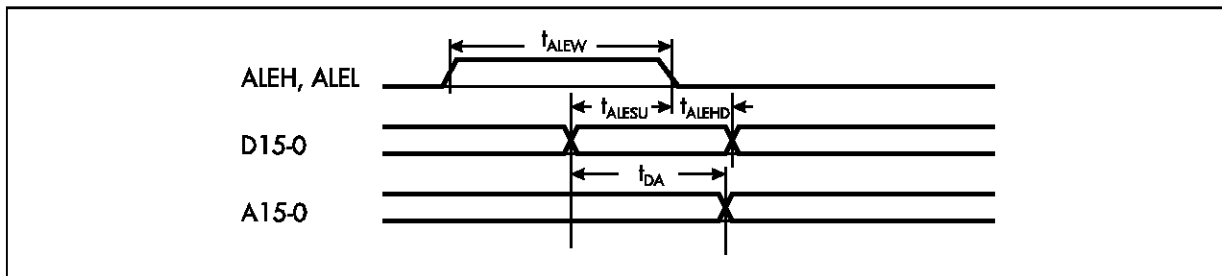 tALEW
ALEH, ALEL
tALESU tALEHD
D15-0
tDA
A15-0